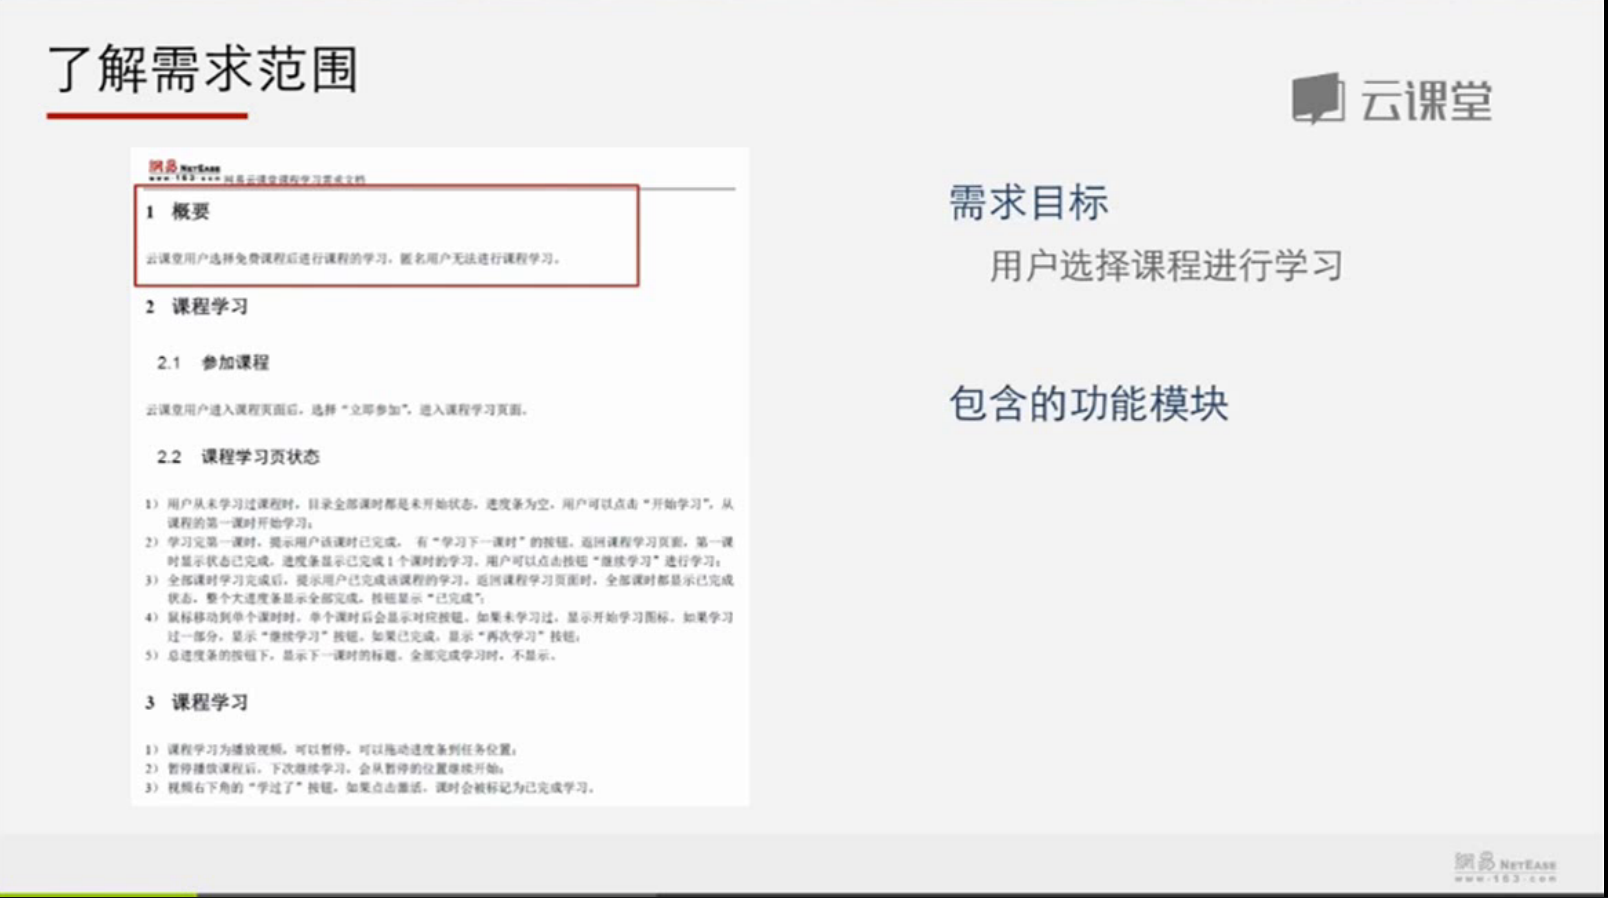 了解需求范围
云课堂
網易 NETEASE
www.163.com 网易云课堂课程学习需求文档
1 概要
云课堂用户选择免费课程后进行课程的学习，匿名用户无法进行课程学习。
2 课程学习
2.1 参加课程
云课堂用户进入课程页面后，选择“立即参加”，进入课程学习页面。
2.2 课程学习页状态
1） 用户从未学习过课程时，目录全部课时都是未开始状态，进度条为空，用户可以点击“开始学习”，从
课程的第一课时开始学习；
2） 学习完第一课时，提示用户该课时已完成， 有“学习下一课时”的按钮，返回课程学习页面，第一课
时显示状态已完成，进度条显示已完成1个课时的学习，用户可以点击按钮“继续学习”进行学习；
3） 全部课时学习完成后，提示用户已完成该课程的学习，返回课程学习页面时，全部课时都显示已完成
状态，整个大进度条显示全部完成，按钮显示“已完成”；
4） 鼠标移动到单个课时时，单个课时后会显示对应按钮，如果未学习过，显示开始学习图标，如果学习
过一部分，显示“继续学习”按钮，如果已完成，显示“再次学习”按钮；
5） 总进度条的按钮下，显示下一课时的标题，全部完成学习时，不显示。
3 课程学习
1） 课程学习为播放视频，可以暂停，可以拖动进度条到任务位置；
2） 暂停播放课程后，下次继续学习，会从暂停的位置继续开始；
3） 视频右下角的“学过了”按钮，如果点击激活，课时会被标记为已完成学习。
需求目标
用户选择课程进行学习
包含的功能模块
網易 NETEASE
www.163.com